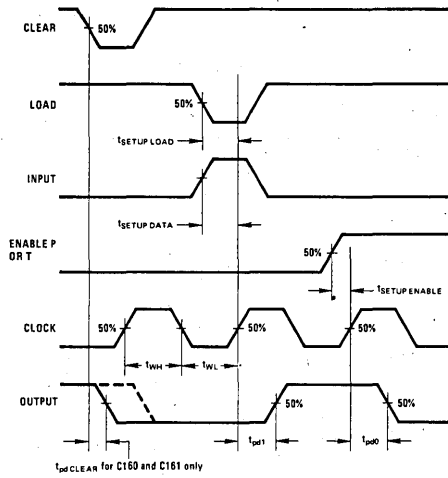 CLEAR
50%
LOAD
50%
tSETUP LOAD
INPUT
tSETUP DATA
ENABLE P
OR T
50%
tSETUP ENABLE
CLOCK
50%
50%
50%
tWH
tWL
OUTPUT
50%
50%
tpd1
tpd0
tpd CLEAR for C160 and C161 only